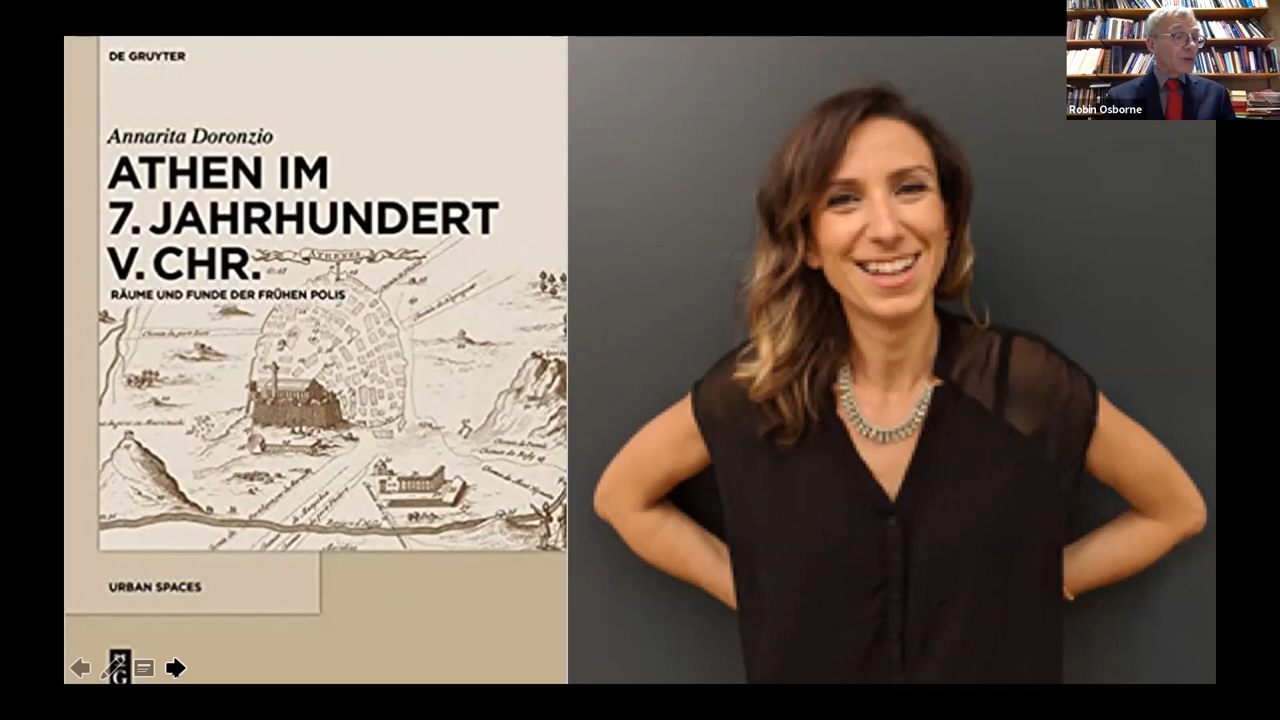 DE GRUYTER
Annarita Doronzio
ATHEN IM
7. JAHRHUNDERT
V. CHR.
RÄUME UND FUNDE DER FRÜHEN POLIS
ATHENES
URBAN SPACES
G
Robin Osborne